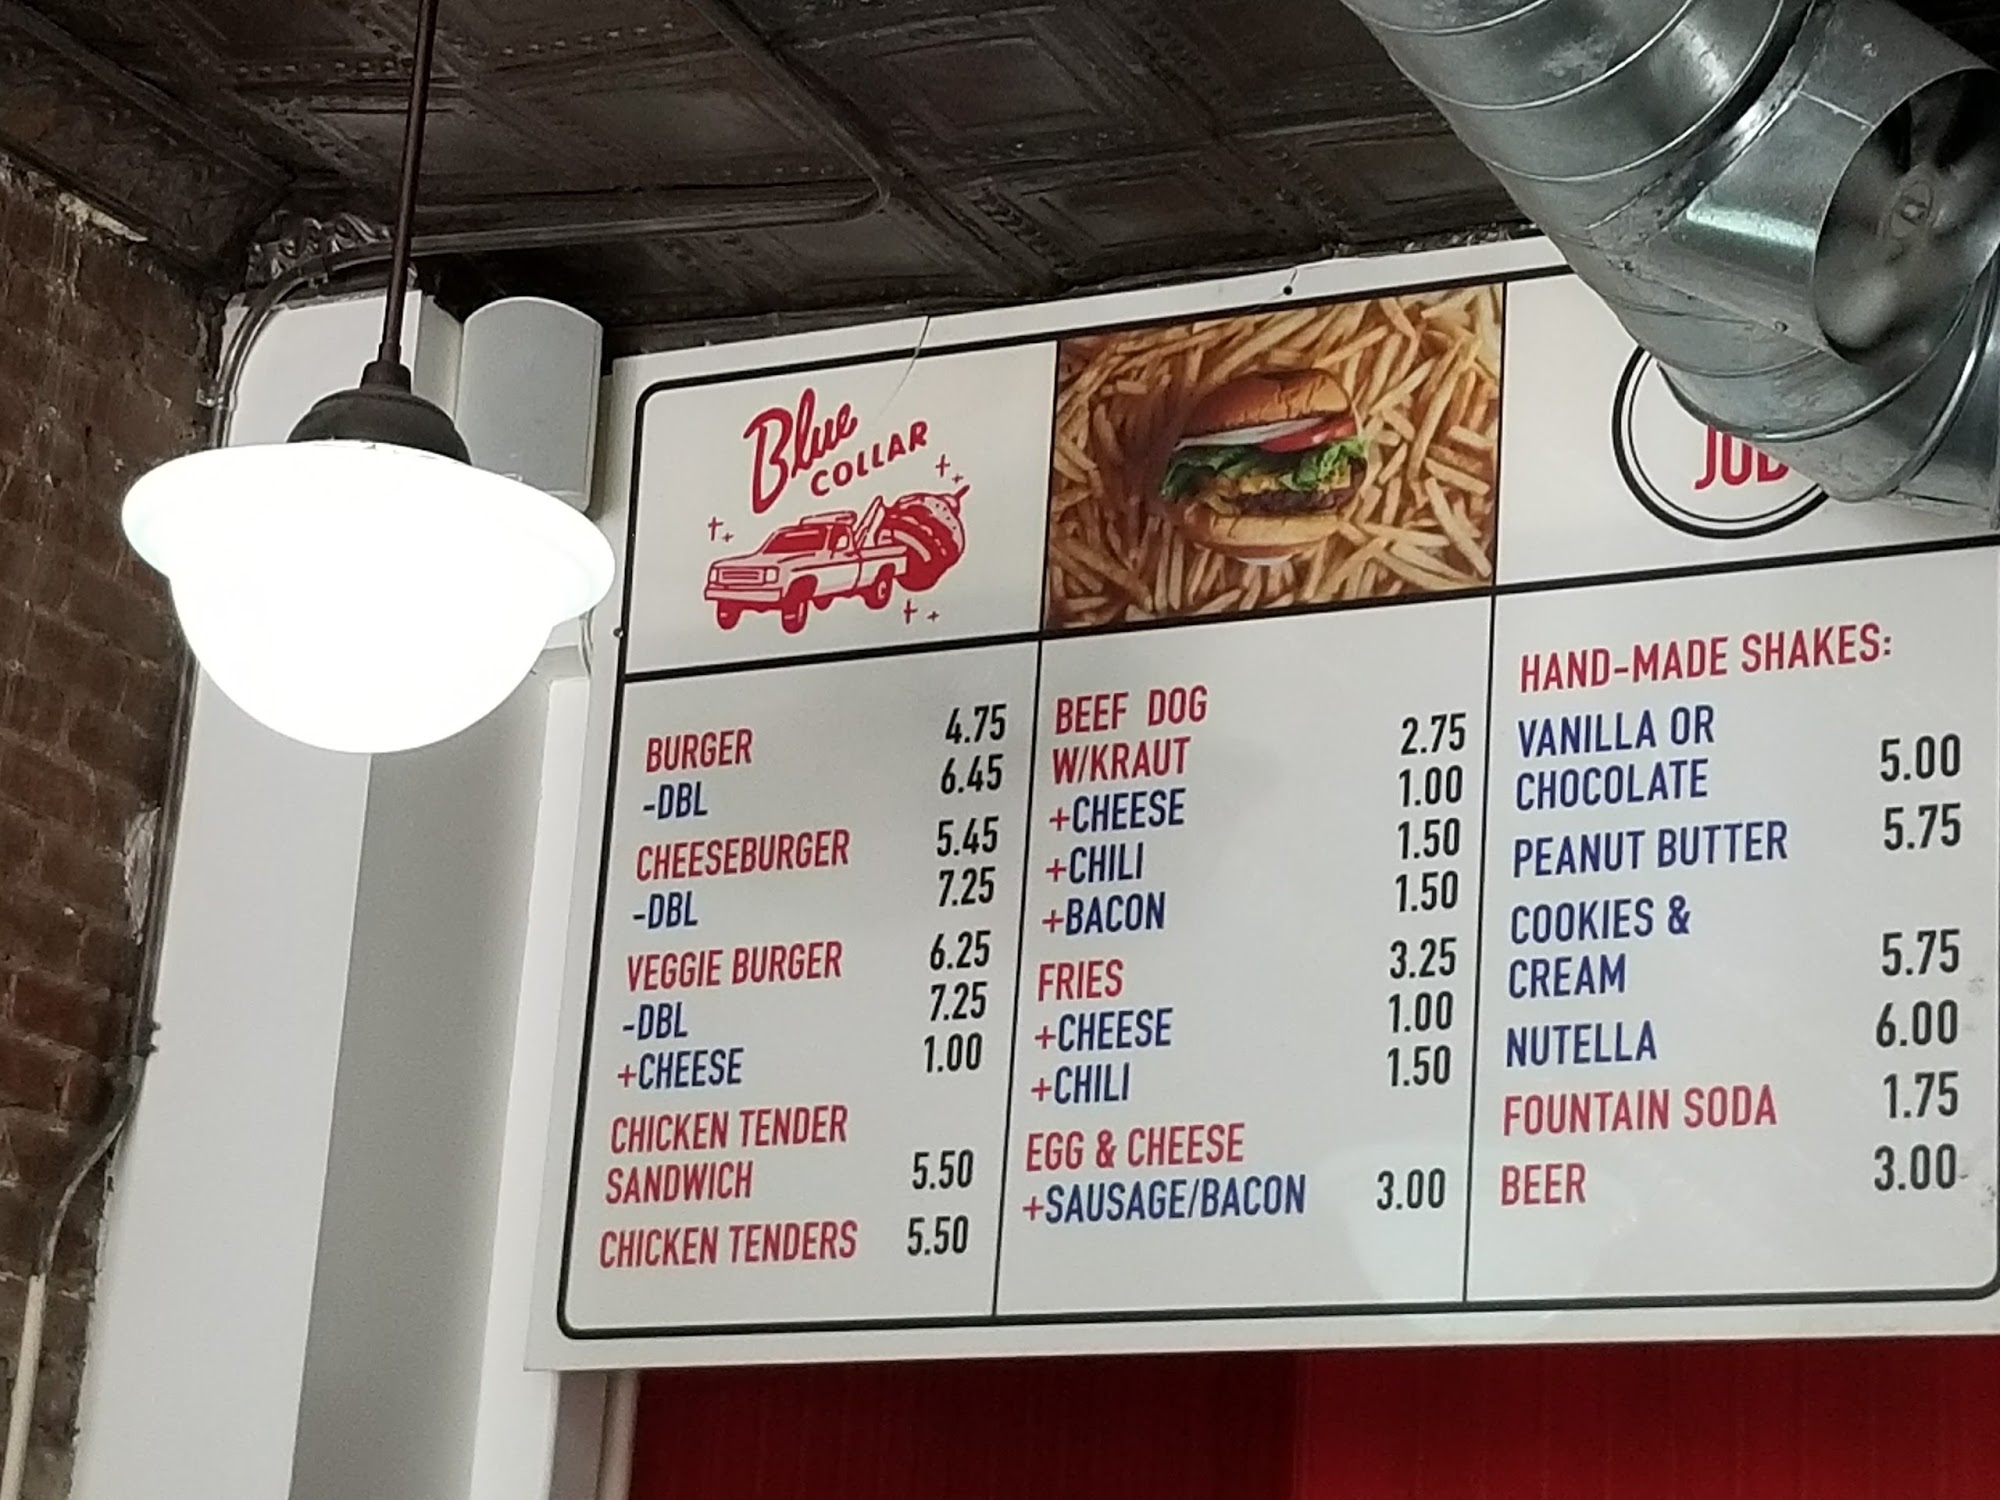 Blue
COLLAR
BURGER 4.75
-DBL 6.45
CHEESEBURGER 5.45
-DBL 7.25
VEGGIE BURGER 6.25
-DBL 7.25
+CHEESE 1.00
CHICKEN TENDER
SANDWICH 5.50
CHICKEN TENDERS 5.50
BEEF DOG
W/KRAUT 2.75
+CHEESE 1.00
+CHILI 1.50
+BACON 1.50
FRIES 3.25
+CHEESE 1.00
+CHILI 1.50
EGG & CHEESE
+SAUSAGE/BACON 3.00
HAND-MADE SHAKES:
VANILLA OR
CHOCOLATE 5.00
PEANUT BUTTER 5.75
COOKIES &
CREAM 5.75
NUTELLA 6.00
FOUNTAIN SODA 1.75
BEER 3.00